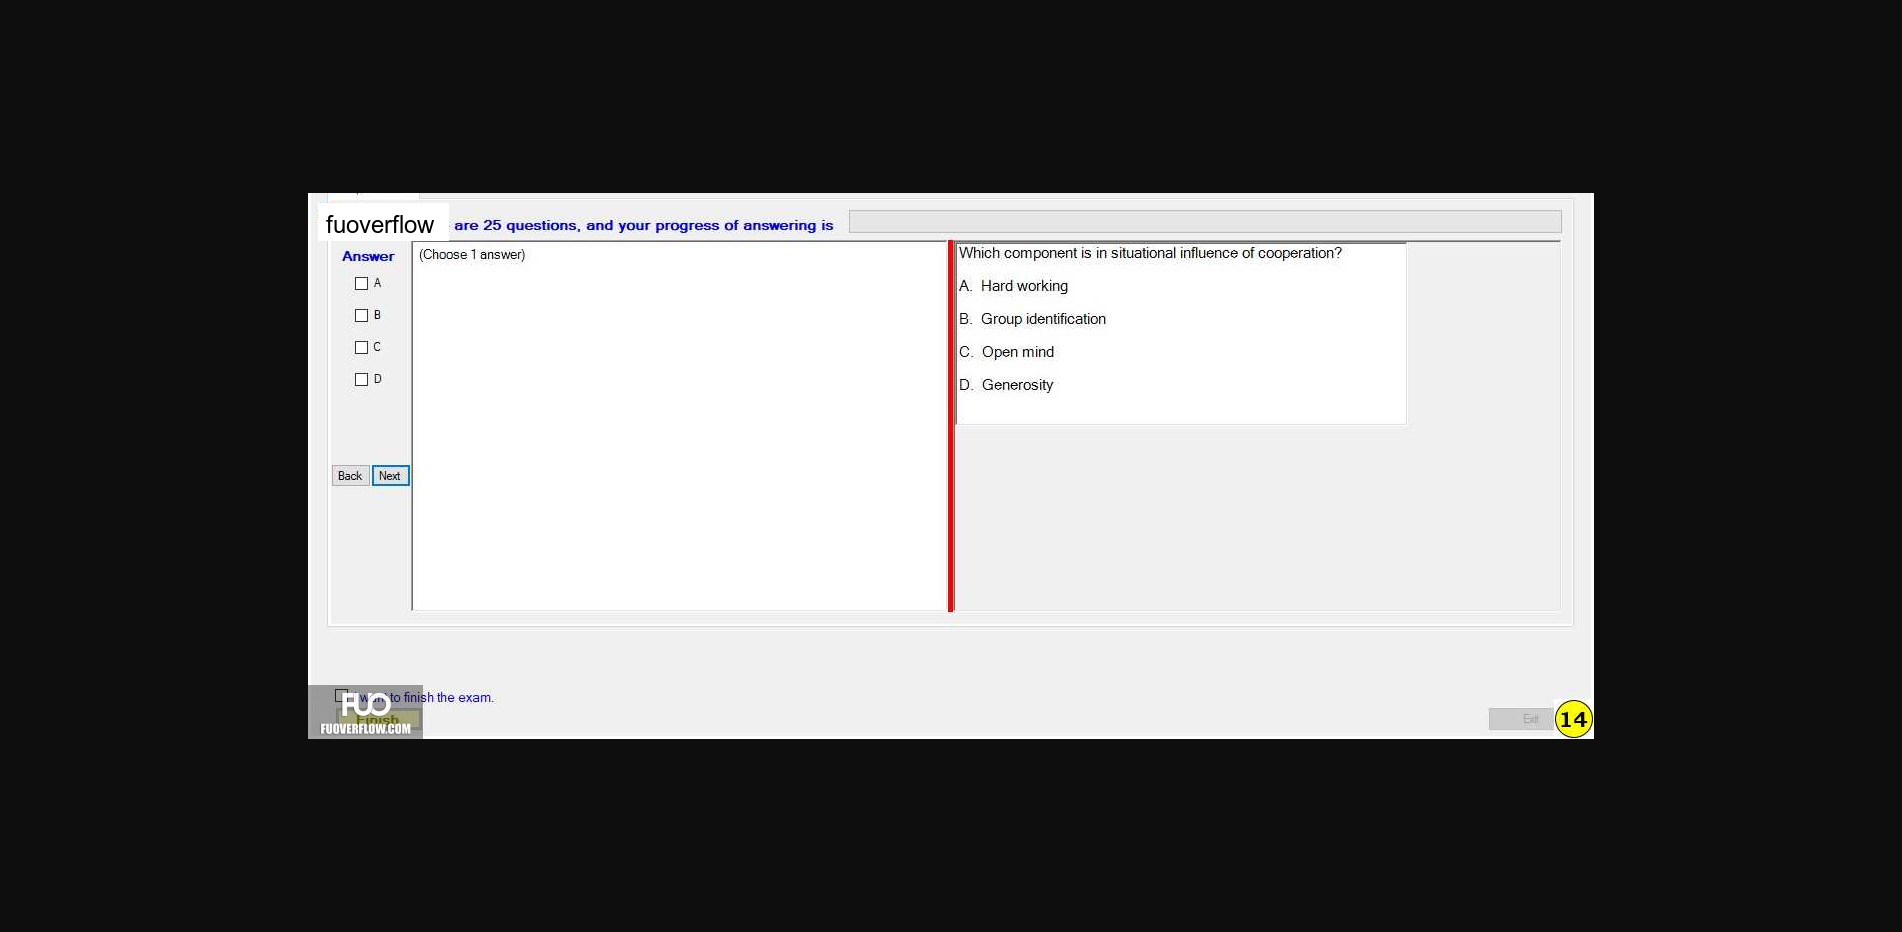 fuoverflow are 25 questions, and your progress of answering is
Answer
(Choose 1 answer)
A
B
C
D
Back Next
Which component is in situational influence of cooperation?
A. Hard working
B. Group identification
C. Open mind
D. Generosity
want to finish the exam.
Finish
FUO
FUOVERFLOW.COM
Exit
14